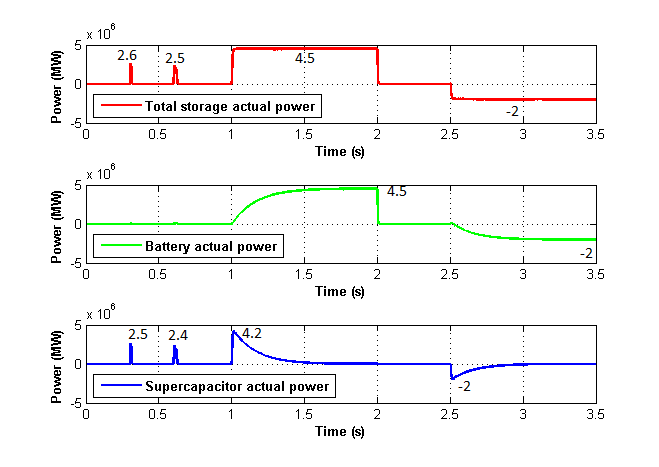 x 10^6
5
0
-5
Power (MW)
2.6
2.5
4.5
-2
Total storage actual power
0 0.5 1 1.5 2 2.5 3 3.5
Time (s)
x 10^6
5
0
-5
Power (MW)
4.5
-2
Battery actual power
0 0.5 1 1.5 2 2.5 3 3.5
Time (s)
x 10^6
5
0
-5
Power (MW)
2.5
2.4
4.2
-2
Supercapacitor actual power
0 0.5 1 1.5 2 2.5 3 3.5
Time (s)